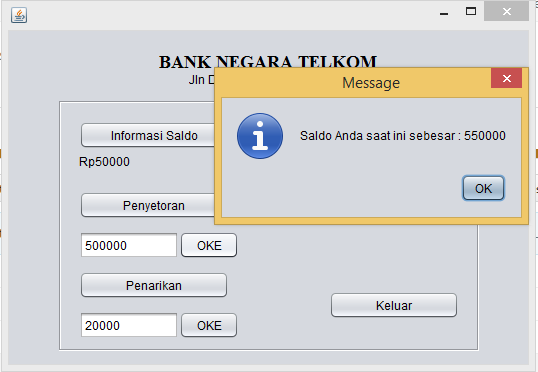 BANK NEGARA TELKOM
Jln
Message
Informasi Saldo
Saldo Anda saat ini sebesar : 550000
Rp50000
OK
Penyetoran
500000 OKE
Penarikan
Keluar
20000 OKE